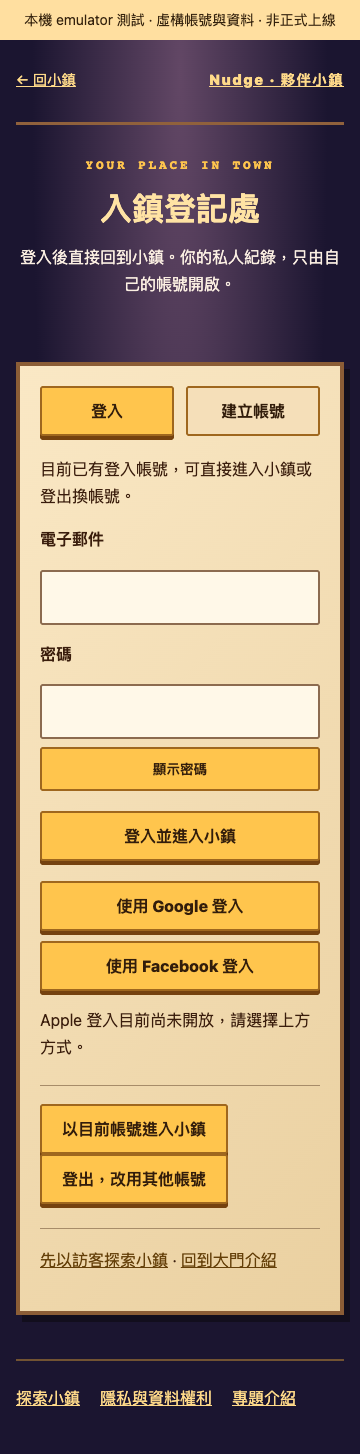 本機 emulator 測試 · 虛構帳號與資料 · 非正式上線
← 回小鎮
Nudge · 夥伴小鎮
YOUR PLACE IN TOWN
入鎮登記處
登入後直接回到小鎮。你的私人紀錄，只由自
己的帳號開啟。
登入
建立帳號
目前已有登入帳號，可直接進入小鎮或
登出換帳號。
電子郵件
密碼
顯示密碼
登入並進入小鎮
使用 Google 登入
使用 Facebook 登入
Apple 登入目前尚未開放，請選擇上方
方式。
以目前帳號進入小鎮
登出，改用其他帳號
先以訪客探索小鎮 · 回到大門介紹
探索小鎮
隱私與資料權利
專題介紹